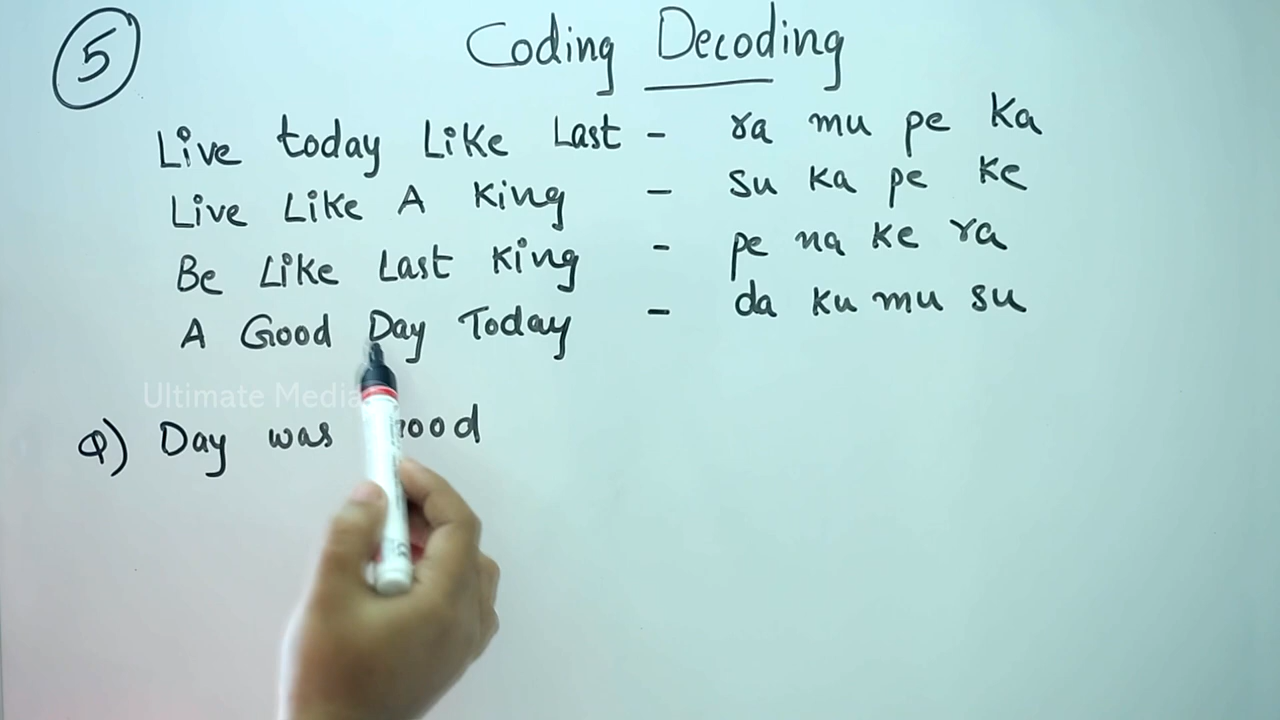 5
Coding Decoding
Live today Like Last - ra mu pe Ka
Live Like A King - su ka pe ke
Be Like Last King - pe na ke ra
A Good Day Today - da ku mu su
Ultimate Media
Q) Day was